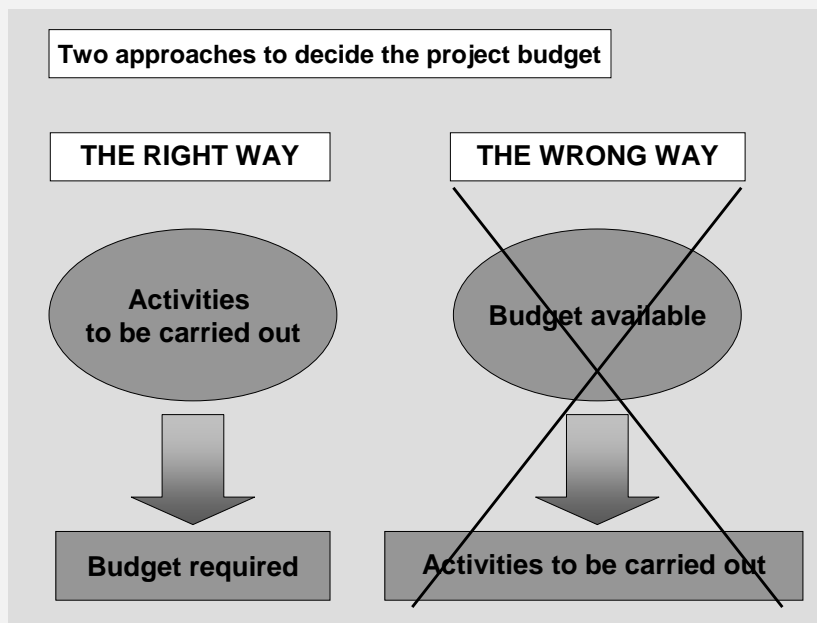 Two approaches to decide the project budget
THE RIGHT WAY
Activities
to be carried out
Budget required
THE WRONG WAY
Budget available
Activities to be carried out